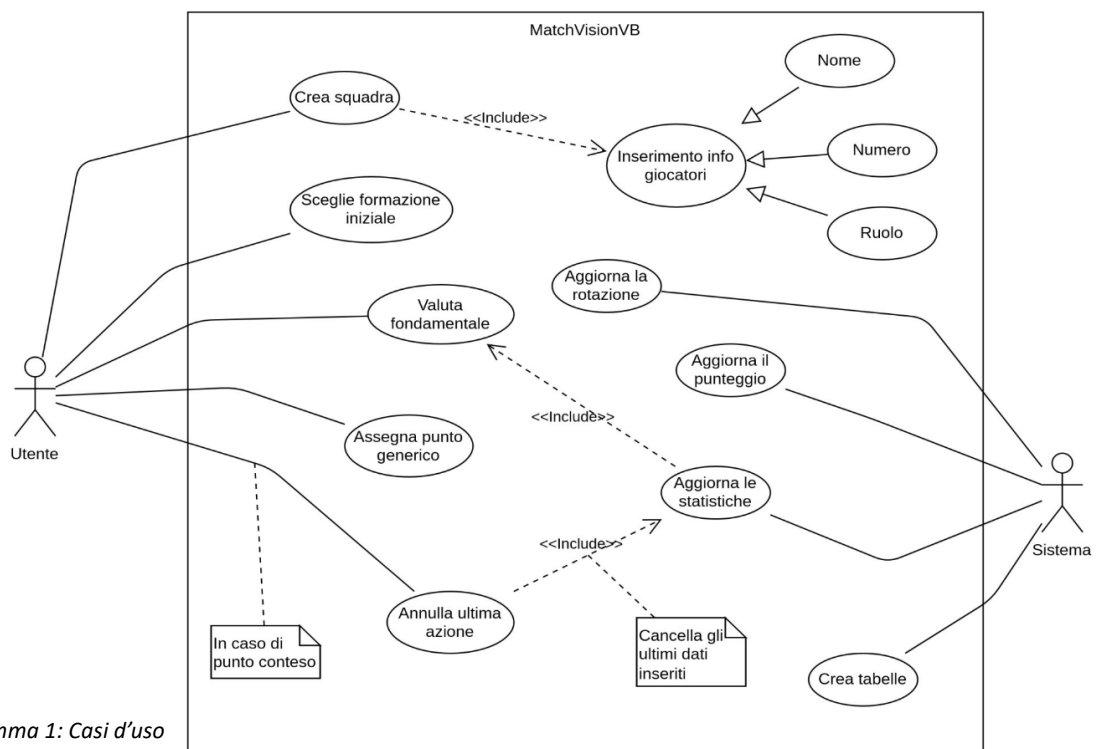 MatchVisionVB
Nome
Crea squadra
<<Include>>
Inserimento info
giocatori
Numero
Sceglie formazione
iniziale
Ruolo
Aggiorna la
rotazione
Valuta
fondamentale
Aggiorna il
punteggio
<<Include>>
Utente
Assegna punto
generico
Aggiorna le
statistiche
<<Include>>
Sistema
Annulla ultima
azione
In caso di
punto conteso
Cancella gli
ultimi dati
inseriti
Crea tabelle
mma 1: Casi d’uso